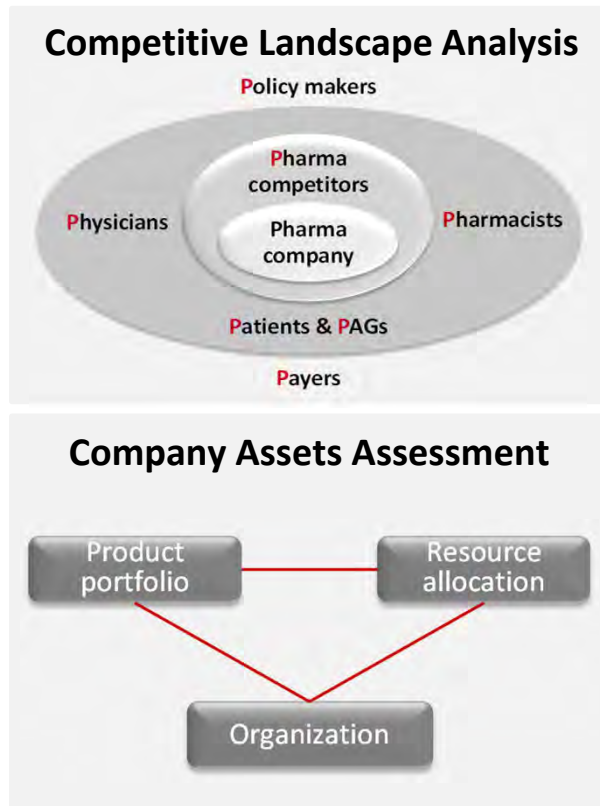 Competitive Landscape Analysis
Policy makers
Pharma
competitors
Physicians
Pharmacists
Pharma
company
Patients & PAGs
Payers
Company Assets Assessment
Product
portfolio
Resource
allocation
Organization